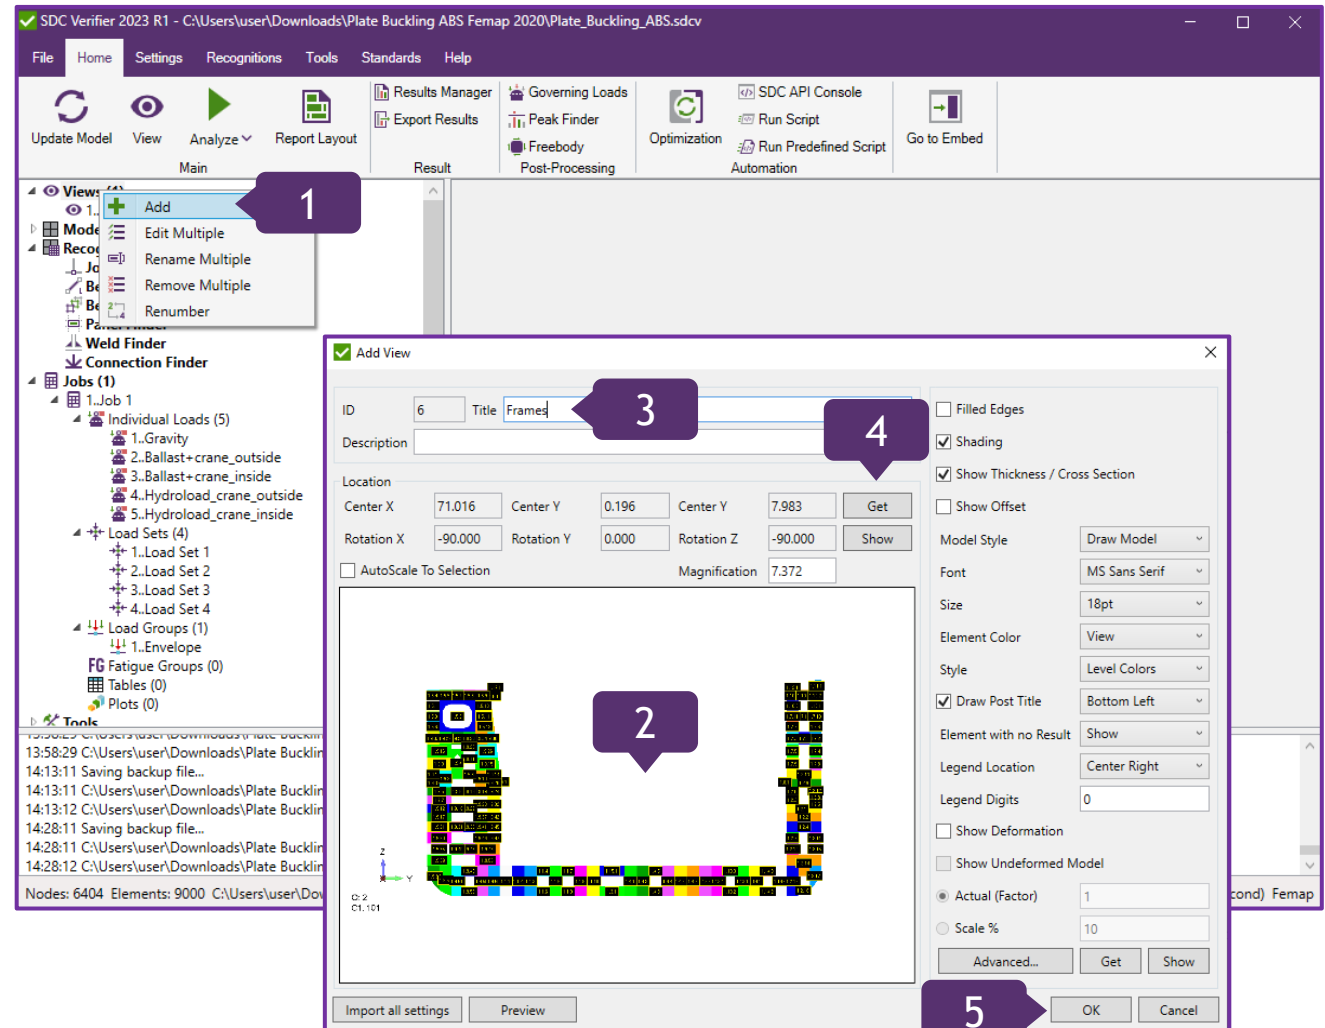 SDC Verifier 2023 R1 - C:\Users\user\Downloads\Plate Buckling ABS Femap 2020\Plate_Buckling_ABS.sdcv
File Home Settings Recognitions Tools Standards Help
Update Model View Analyze Report Layout
Main
Results Manager
Export Results
Result
Governing Loads
Peak Finder
Freebody
Post-Processing
Optimization
SDC API Console
Run Script
Run Predefined Script
Automation
Go to Embed
Views (1)
1..
Add
Edit Multiple
Rename Multiple
Remove Multiple
Renumber
1
Weld Finder
Connection Finder
Jobs (1)
1..Job 1
Individual Loads (5)
1..Gravity
2..Ballast+crane_outside
3..Ballast+crane_inside
4..Hydroload_crane_outside
5..Hydroload_crane_inside
Load Sets (4)
1..Load Set 1
2..Load Set 2
3..Load Set 3
4..Load Set 4
Load Groups (1)
1..Envelope
FG Fatigue Groups (0)
Tables (0)
Plots (0)
Tools
13:58:29 C:\Users\user\Downloads\Plate Bucklin
14:13:11 Saving backup file...
14:13:11 C:\Users\user\Downloads\Plate Bucklin
14:13:12 C:\Users\user\Downloads\Plate Bucklin
14:28:11 Saving backup file...
14:28:11 C:\Users\user\Downloads\Plate Bucklin
14:28:12 C:\Users\user\Downloads\Plate Bucklin
Nodes: 6404 Elements: 9000 C:\Users\user\Dov
cond) Femap
Add View
ID 6 Title Frames
3
Description
4
Location
Center X 71.016 Center Y 0.196 Center Y 7.983 Get
Rotation X -90.000 Rotation Y 0.000 Rotation Z -90.000 Show
AutoScale To Selection Magnification 7.372
2
Z
Y
C1.101
Filled Edges
Shading
Show Thickness / Cross Section
Show Offset
Model Style Draw Model
Font MS Sans Serif
Size 18pt
Element Color View
Style Level Colors
Draw Post Title Bottom Left
Element with no Result Show
Legend Location Center Right
Legend Digits 0
Show Deformation
Show Undeformed Model
Actual (Factor) 1
Scale % 10
Advanced... Get Show
Import all settings Preview
5
OK Cancel